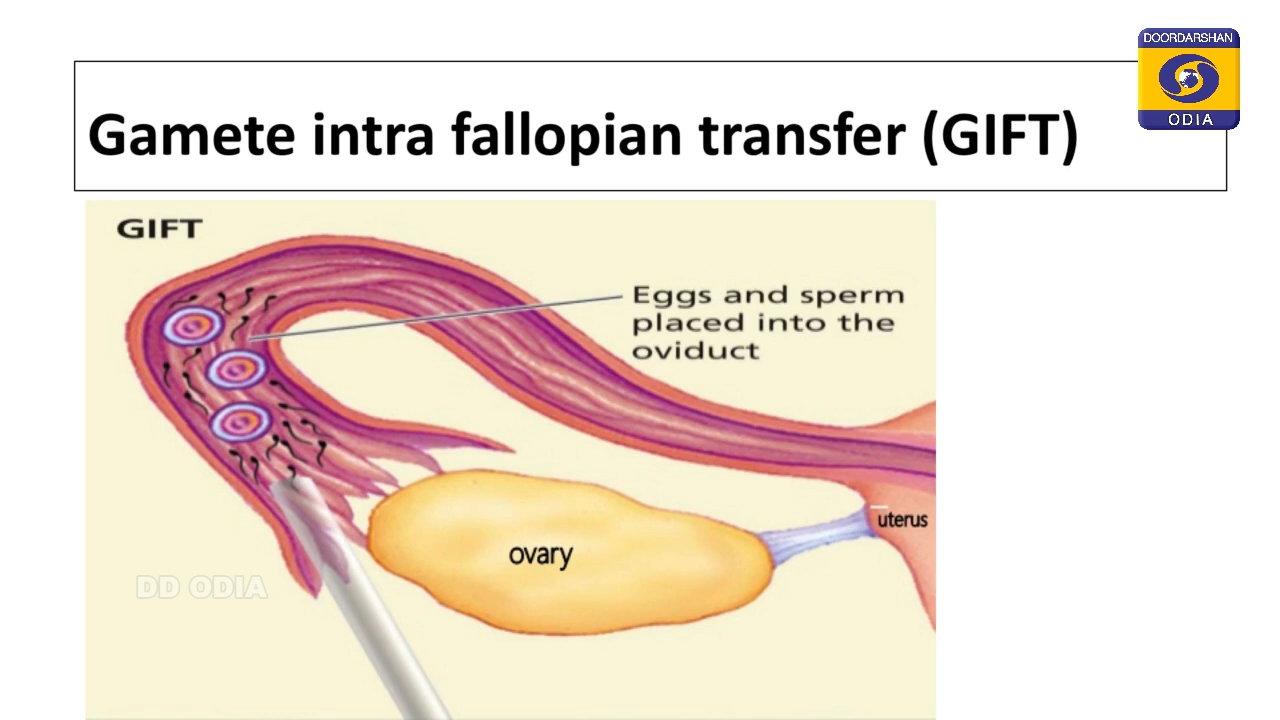 DOORDARSHAN
ODIA
Gamete intra fallopian transfer (GIFT)
GIFT
Eggs and sperm
placed into the
oviduct
uterus
ovary
DD ODIA